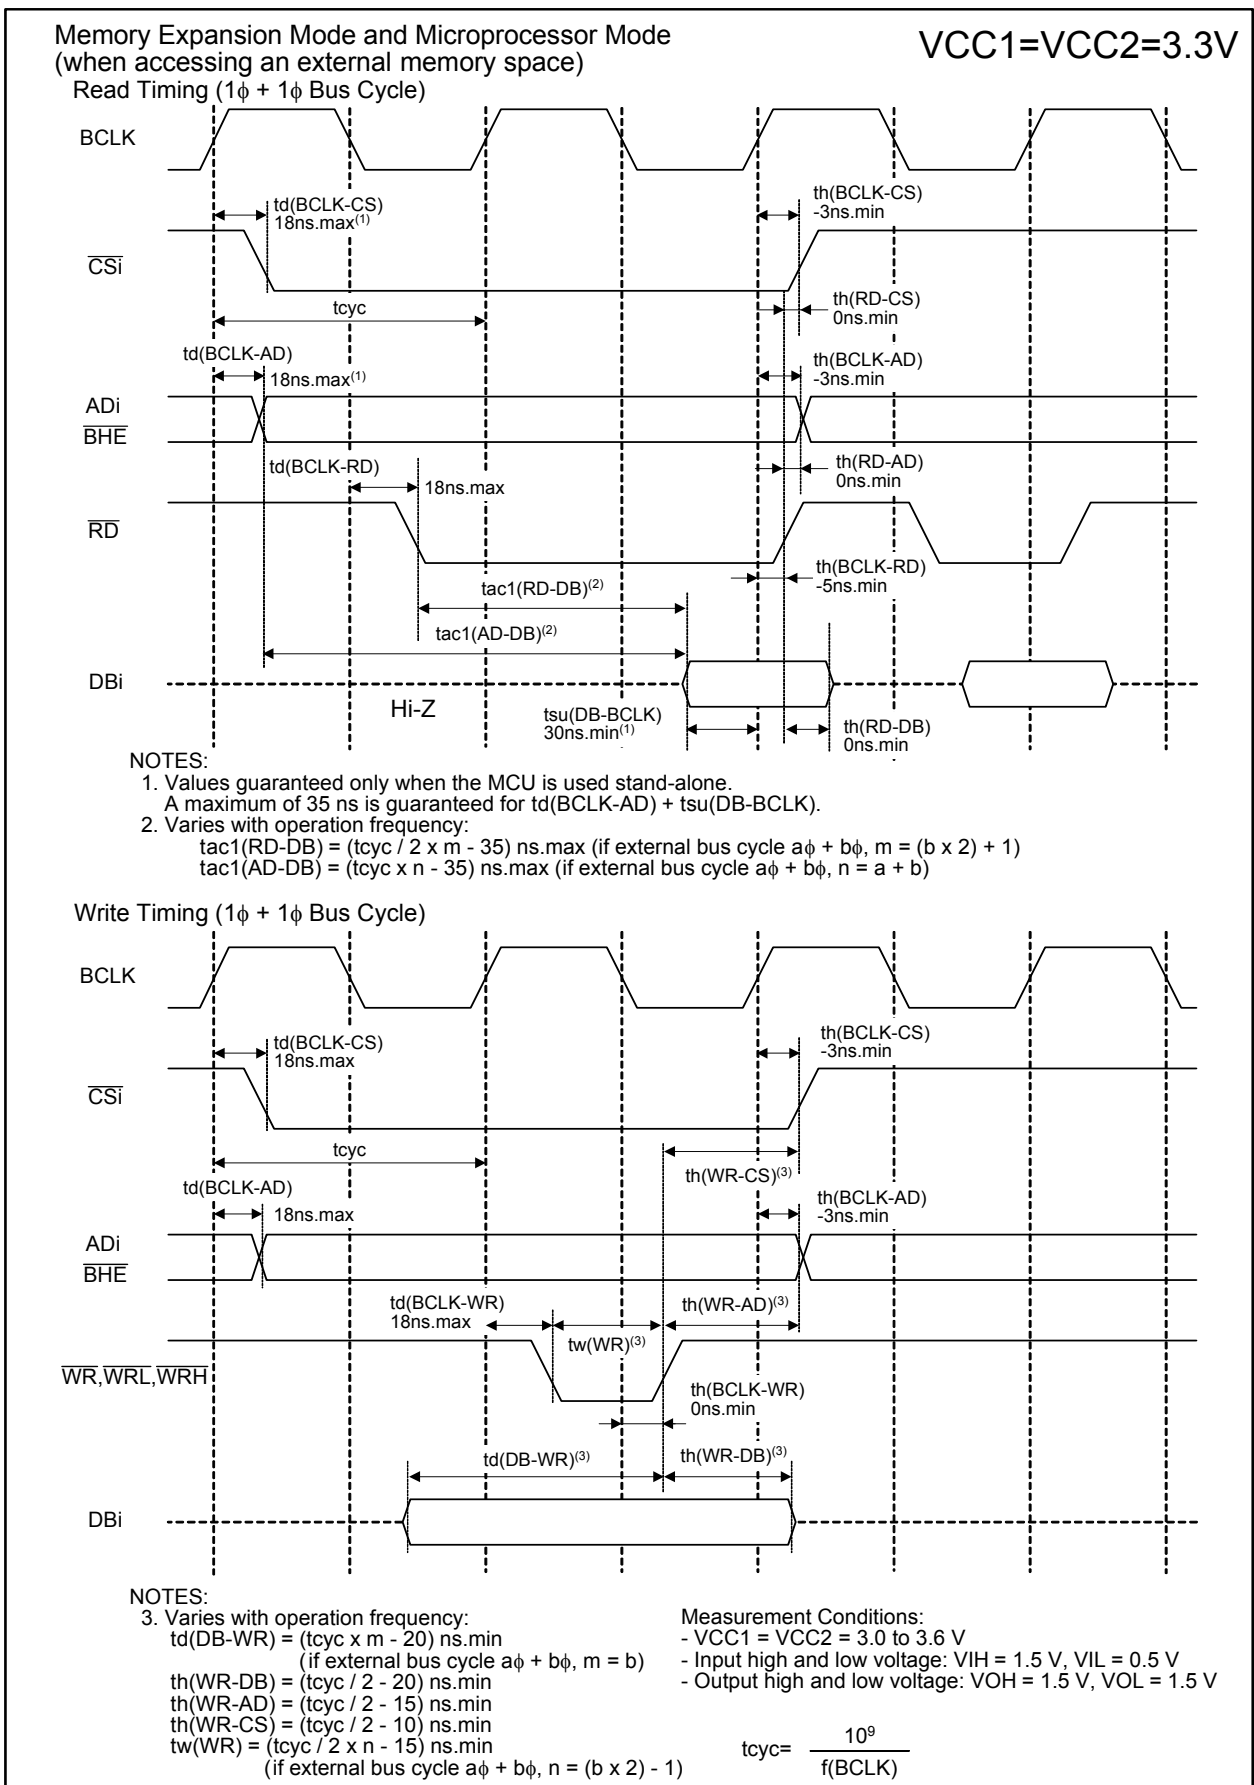 Memory Expansion Mode and Microprocessor Mode
(when accessing an external memory space)
VCC1=VCC2=3.3V
Read Timing (1ϕ + 1ϕ Bus Cycle)
BCLK
td(BCLK-CS)
18ns.max(1)
th(BCLK-CS)
-3ns.min
CSi
tcyc
th(RD-CS)
0ns.min
td(BCLK-AD)
18ns.max(1)
th(BCLK-AD)
-3ns.min
ADi
BHE
td(BCLK-RD)
18ns.max
th(RD-AD)
0ns.min
RD
th(BCLK-RD)
-5ns.min
tac1(RD-DB)(2)
tac1(AD-DB)(2)
DBi
Hi-Z
tsu(DB-BCLK)
30ns.min(1)
th(RD-DB)
0ns.min
NOTES:
1. Values guaranteed only when the MCU is used stand-alone.
A maximum of 35 ns is guaranteed for td(BCLK-AD) + tsu(DB-BCLK).
2. Varies with operation frequency:
tac1(RD-DB) = (tcyc / 2 x m - 35) ns.max (if external bus cycle aϕ + bϕ, m = (b x 2) + 1)
tac1(AD-DB) = (tcyc x n - 35) ns.max (if external bus cycle aϕ + bϕ, n = a + b)
Write Timing (1ϕ + 1ϕ Bus Cycle)
BCLK
td(BCLK-CS)
18ns.max
th(BCLK-CS)
-3ns.min
CSi
tcyc
th(WR-CS)(3)
td(BCLK-AD)
18ns.max
th(BCLK-AD)
-3ns.min
ADi
BHE
td(BCLK-WR)
18ns.max
tw(WR)(3)
th(WR-AD)(3)
WR,WRL,WRH
th(BCLK-WR)
0ns.min
td(DB-WR)(3)
th(WR-DB)(3)
DBi
NOTES:
3. Varies with operation frequency:
td(DB-WR) = (tcyc x m - 20) ns.min
(if external bus cycle aϕ + bϕ, m = b)
th(WR-DB) = (tcyc / 2 - 20) ns.min
th(WR-AD) = (tcyc / 2 - 15) ns.min
th(WR-CS) = (tcyc / 2 - 10) ns.min
tw(WR) = (tcyc / 2 x n - 15) ns.min
(if external bus cycle aϕ + bϕ, n = (b x 2) - 1)
Measurement Conditions:
- VCC1 = VCC2 = 3.0 to 3.6 V
- Input high and low voltage: VIH = 1.5 V, VIL = 0.5 V
- Output high and low voltage: VOH = 1.5 V, VOL = 1.5 V
tcyc= 10⁹
f(BCLK)